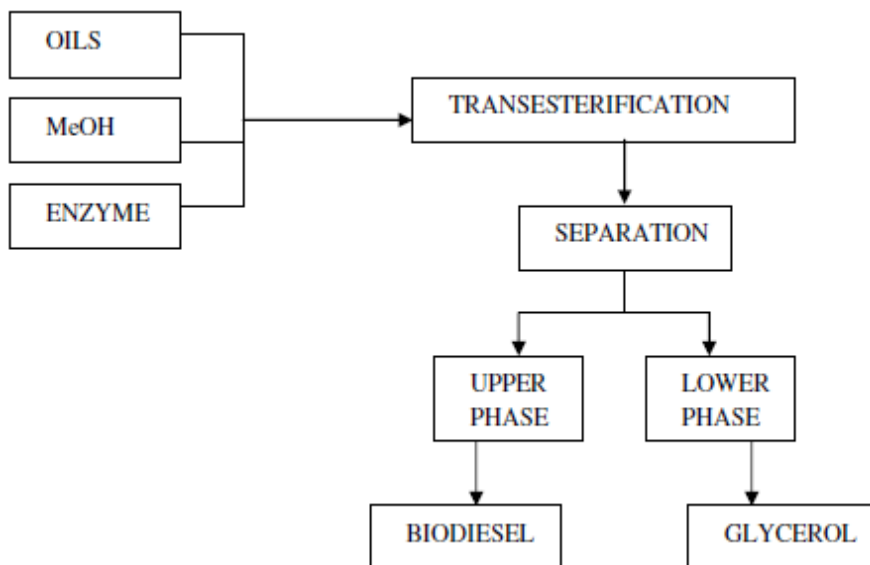 OILS
MeOH
ENZYME
TRANSESTERIFICATION
SEPARATION
UPPER
PHASE
LOWER
PHASE
BIODIESEL
GLYCEROL